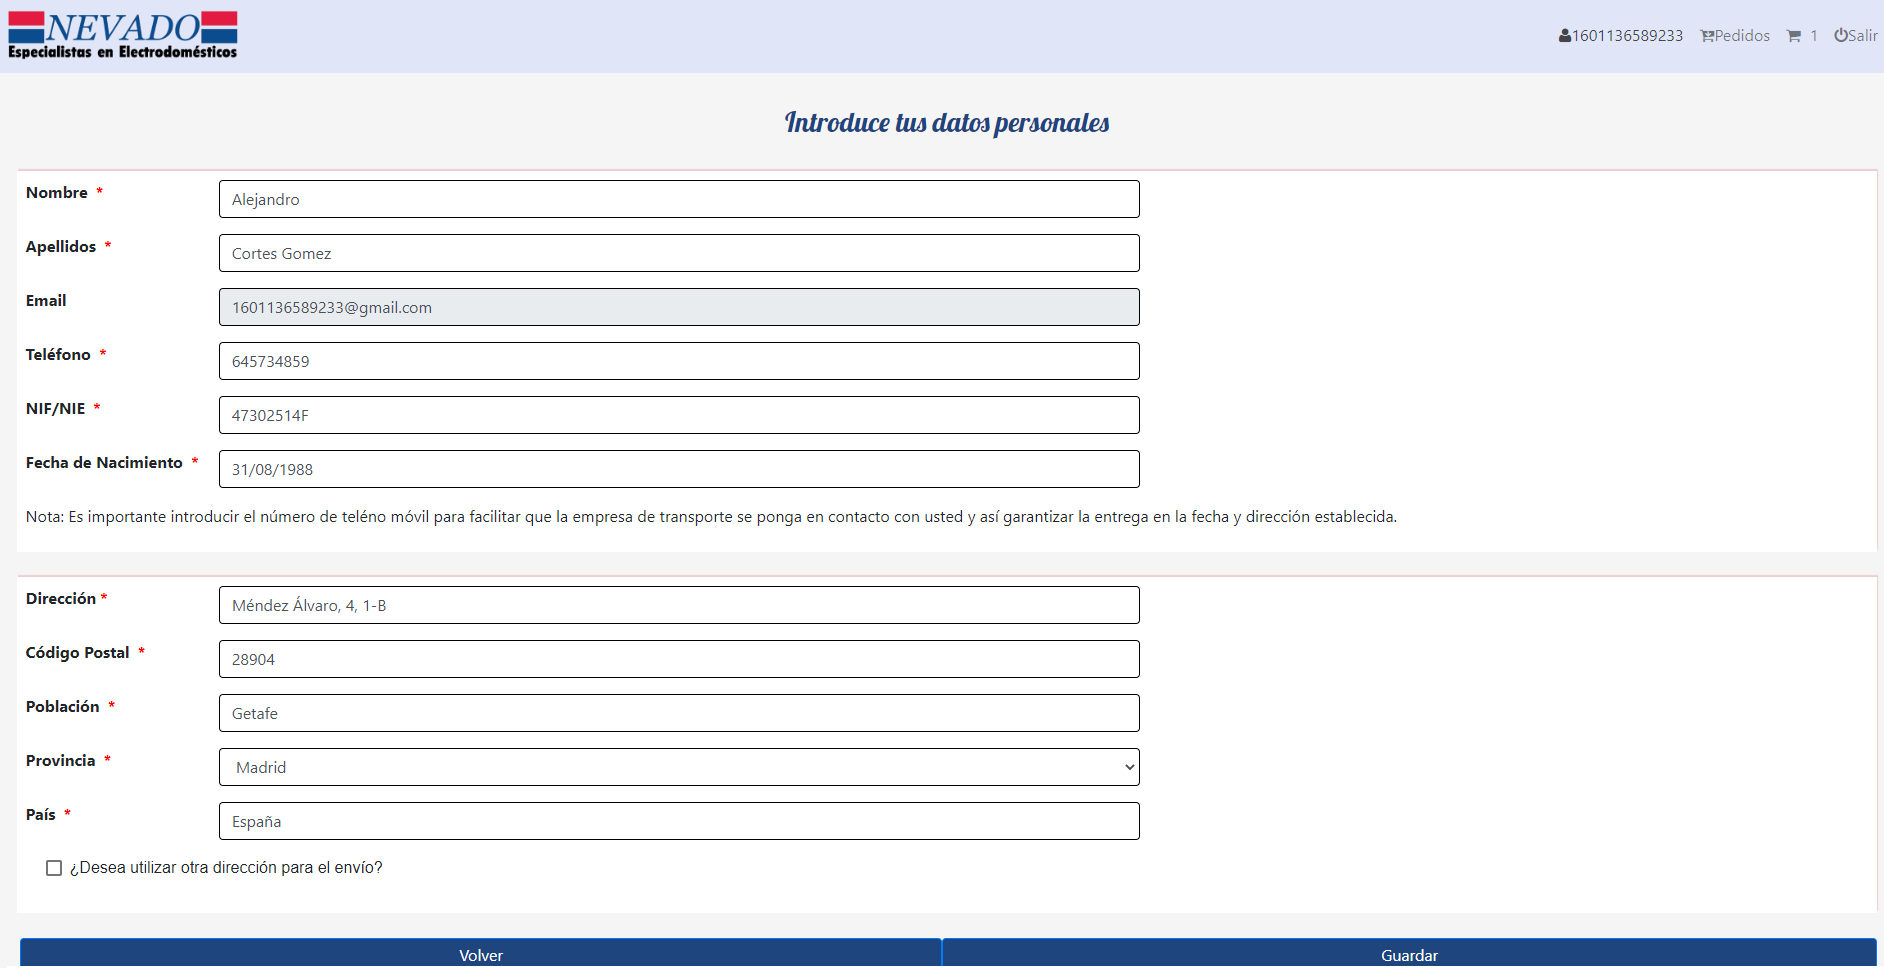 NEVADO
Especialistas en Electrodomésticos
1601136589233 Pedidos 1 Salir
Introduce tus datos personales
Nombre * Alejandro
Apellidos * Cortes Gomez
Email 1601136589233@gmail.com
Teléfono * 645734859
NIF/NIE * 47302514F
Fecha de Nacimiento * 31/08/1988
Nota: Es importante introducir el número de teléno móvil para facilitar que la empresa de transporte se ponga en contacto con usted y así garantizar la entrega en la fecha y dirección establecida.
Dirección * Méndez Álvaro, 4, 1-B
Código Postal * 28904
Población * Getafe
Provincia * Madrid
País * España
¿Desea utilizar otra dirección para el envío?
Volver Guardar